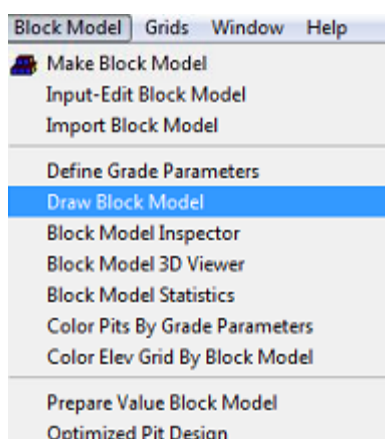 Block Model Grids Window Help
Make Block Model
Input-Edit Block Model
Import Block Model
Define Grade Parameters
Draw Block Model
Block Model Inspector
Block Model 3D Viewer
Block Model Statistics
Color Pits By Grade Parameters
Color Elev Grid By Block Model
Prepare Value Block Model
Optimized Pit Design